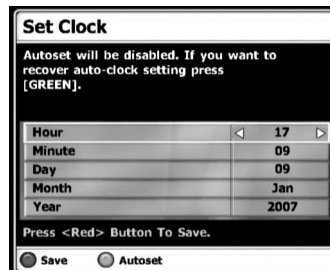 Set Clock
Autoset will be disabled. If you want to
recover auto-clock setting press
[GREEN].
Hour 17
Minute 09
Day 09
Month Jan
Year 2007
Press <Red> Button To Save.
Save Autoset